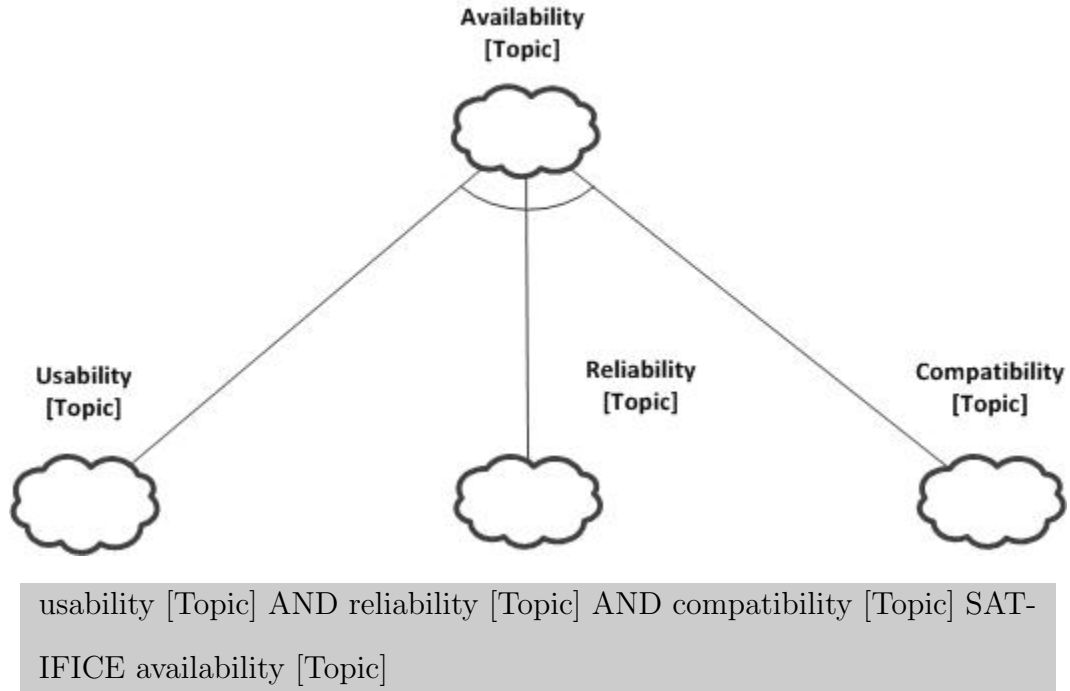 Availability
[Topic]
Usability
[Topic]
Reliability
[Topic]
Compatibility
[Topic]
usability [Topic] AND reliability [Topic] AND compatibility [Topic] SAT-
IFICE availability [Topic]